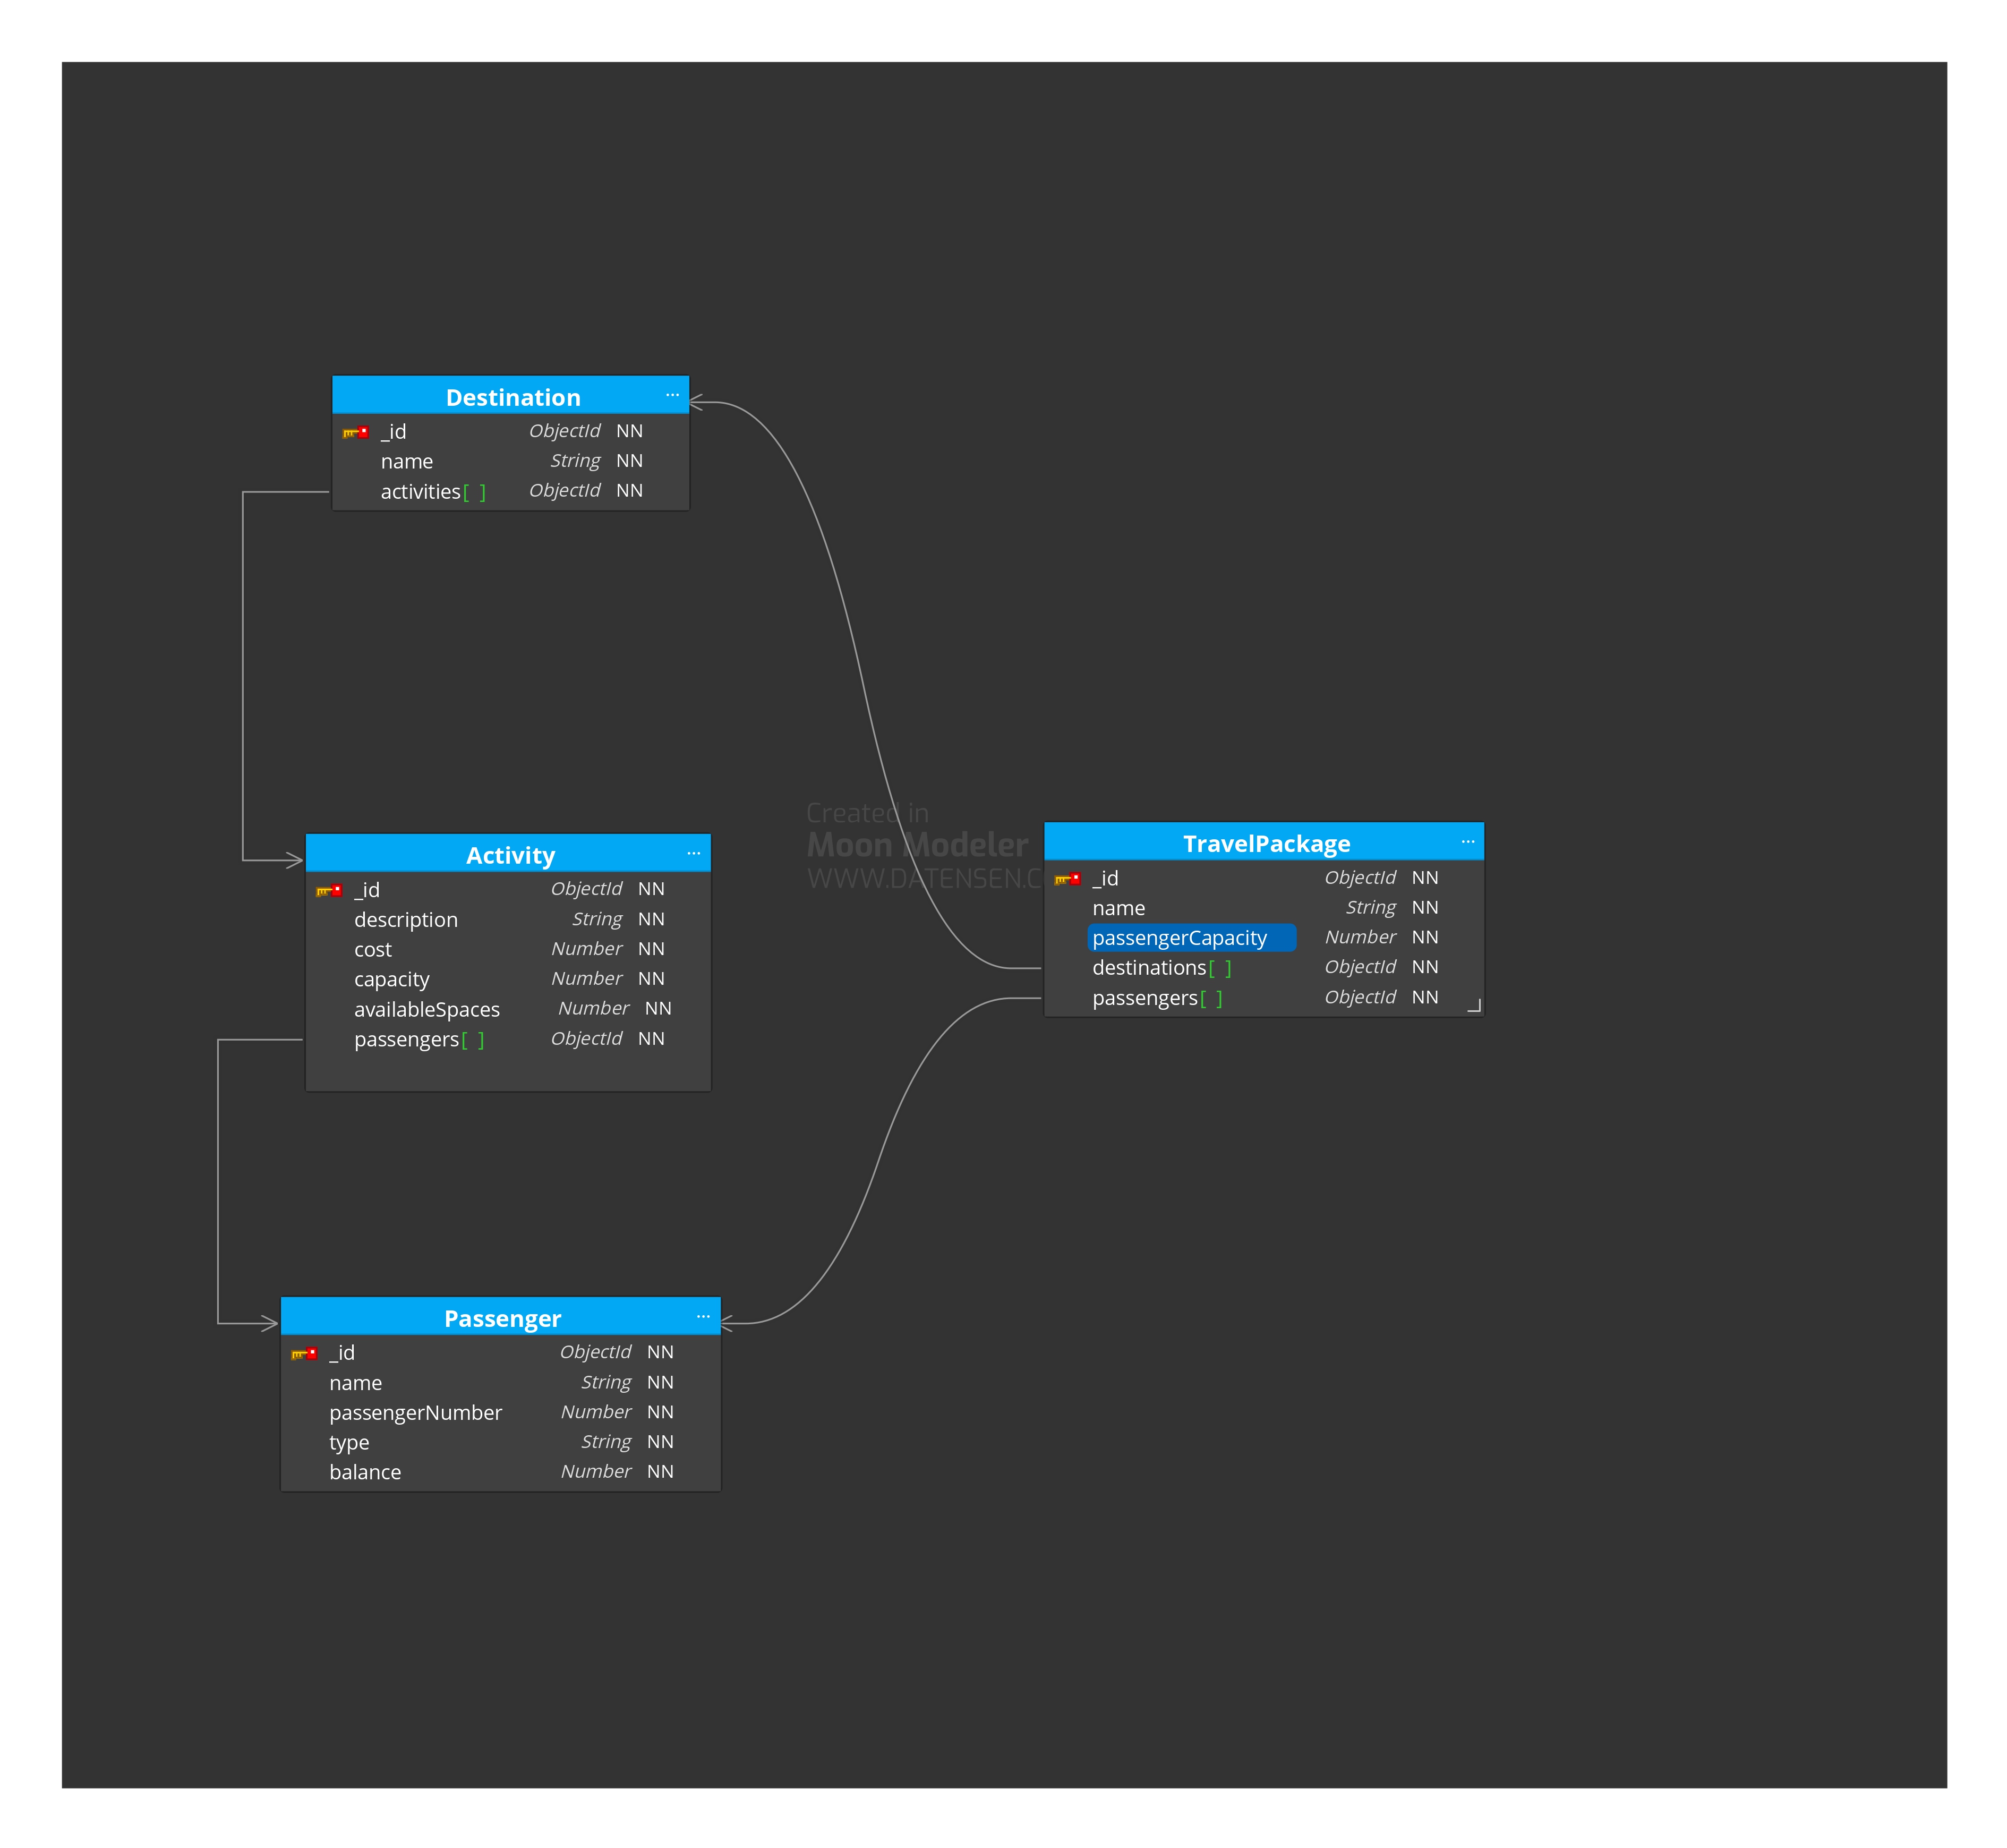 Destination ...
_id ObjectId NN
name String NN
activities[ ] ObjectId NN
Created in
Moon Modeler
WWW.DATENSEN.C
Activity ...
_id ObjectId NN
description String NN
cost Number NN
capacity Number NN
availableSpaces Number NN
passengers[ ] ObjectId NN
TravelPackage ...
_id ObjectId NN
name String NN
passengerCapacity Number NN
destinations[ ] ObjectId NN
passengers[ ] ObjectId NN
Passenger ...
_id ObjectId NN
name String NN
passengerNumber Number NN
type String NN
balance Number NN